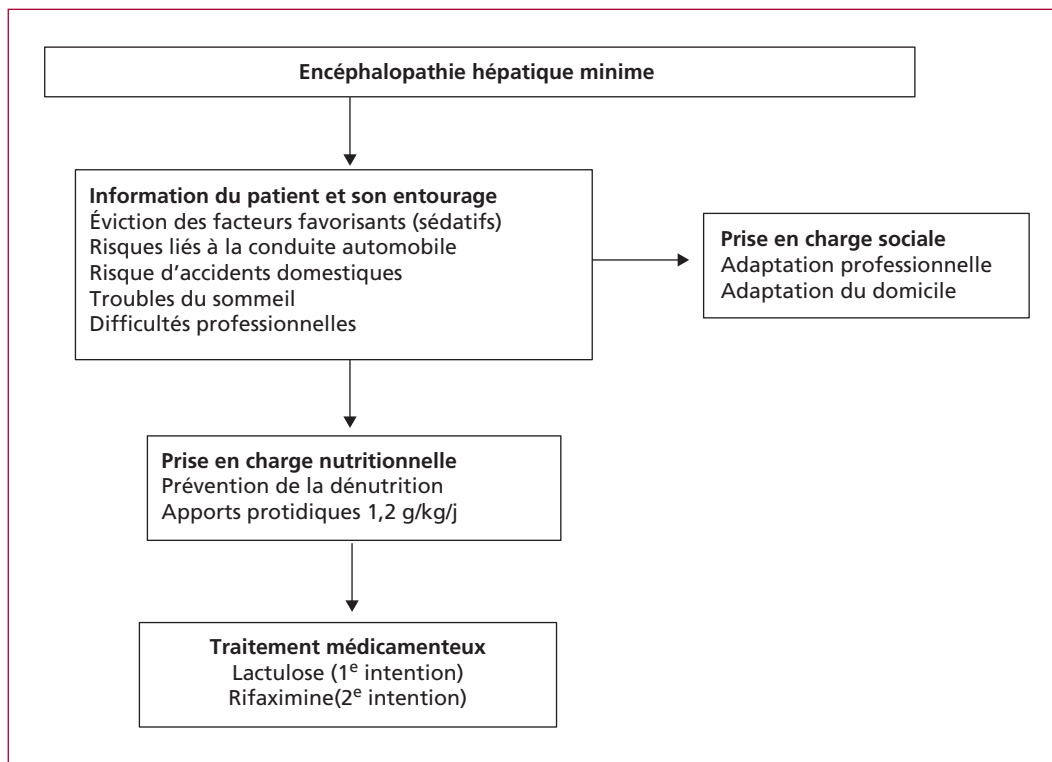 Encéphalopathie hépatique minime
Information du patient et son entourage
Éviction des facteurs favorisants (sédatifs)
Risques liés à la conduite automobile
Risque d'accidents domestiques
Troubles du sommeil
Difficultés professionnelles
Prise en charge sociale
Adaptation professionnelle
Adaptation du domicile
Prise en charge nutritionnelle
Prévention de la dénutrition
Apports protidiques 1,2 g/kg/j
Traitement médicamenteux
Lactulose (1e intention)
Rifaximine(2e intention)